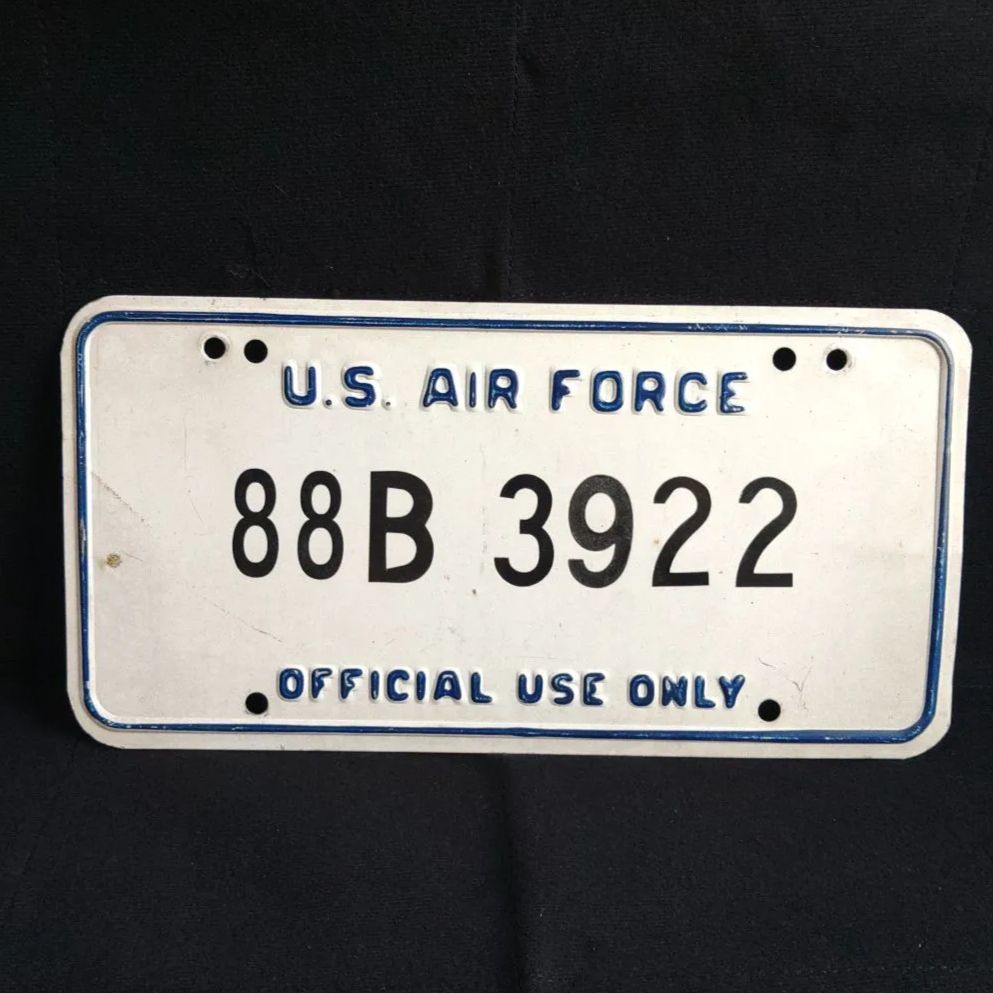 U.S. AIR FORCE
88B 3922
OFFICIAL USE ONLY